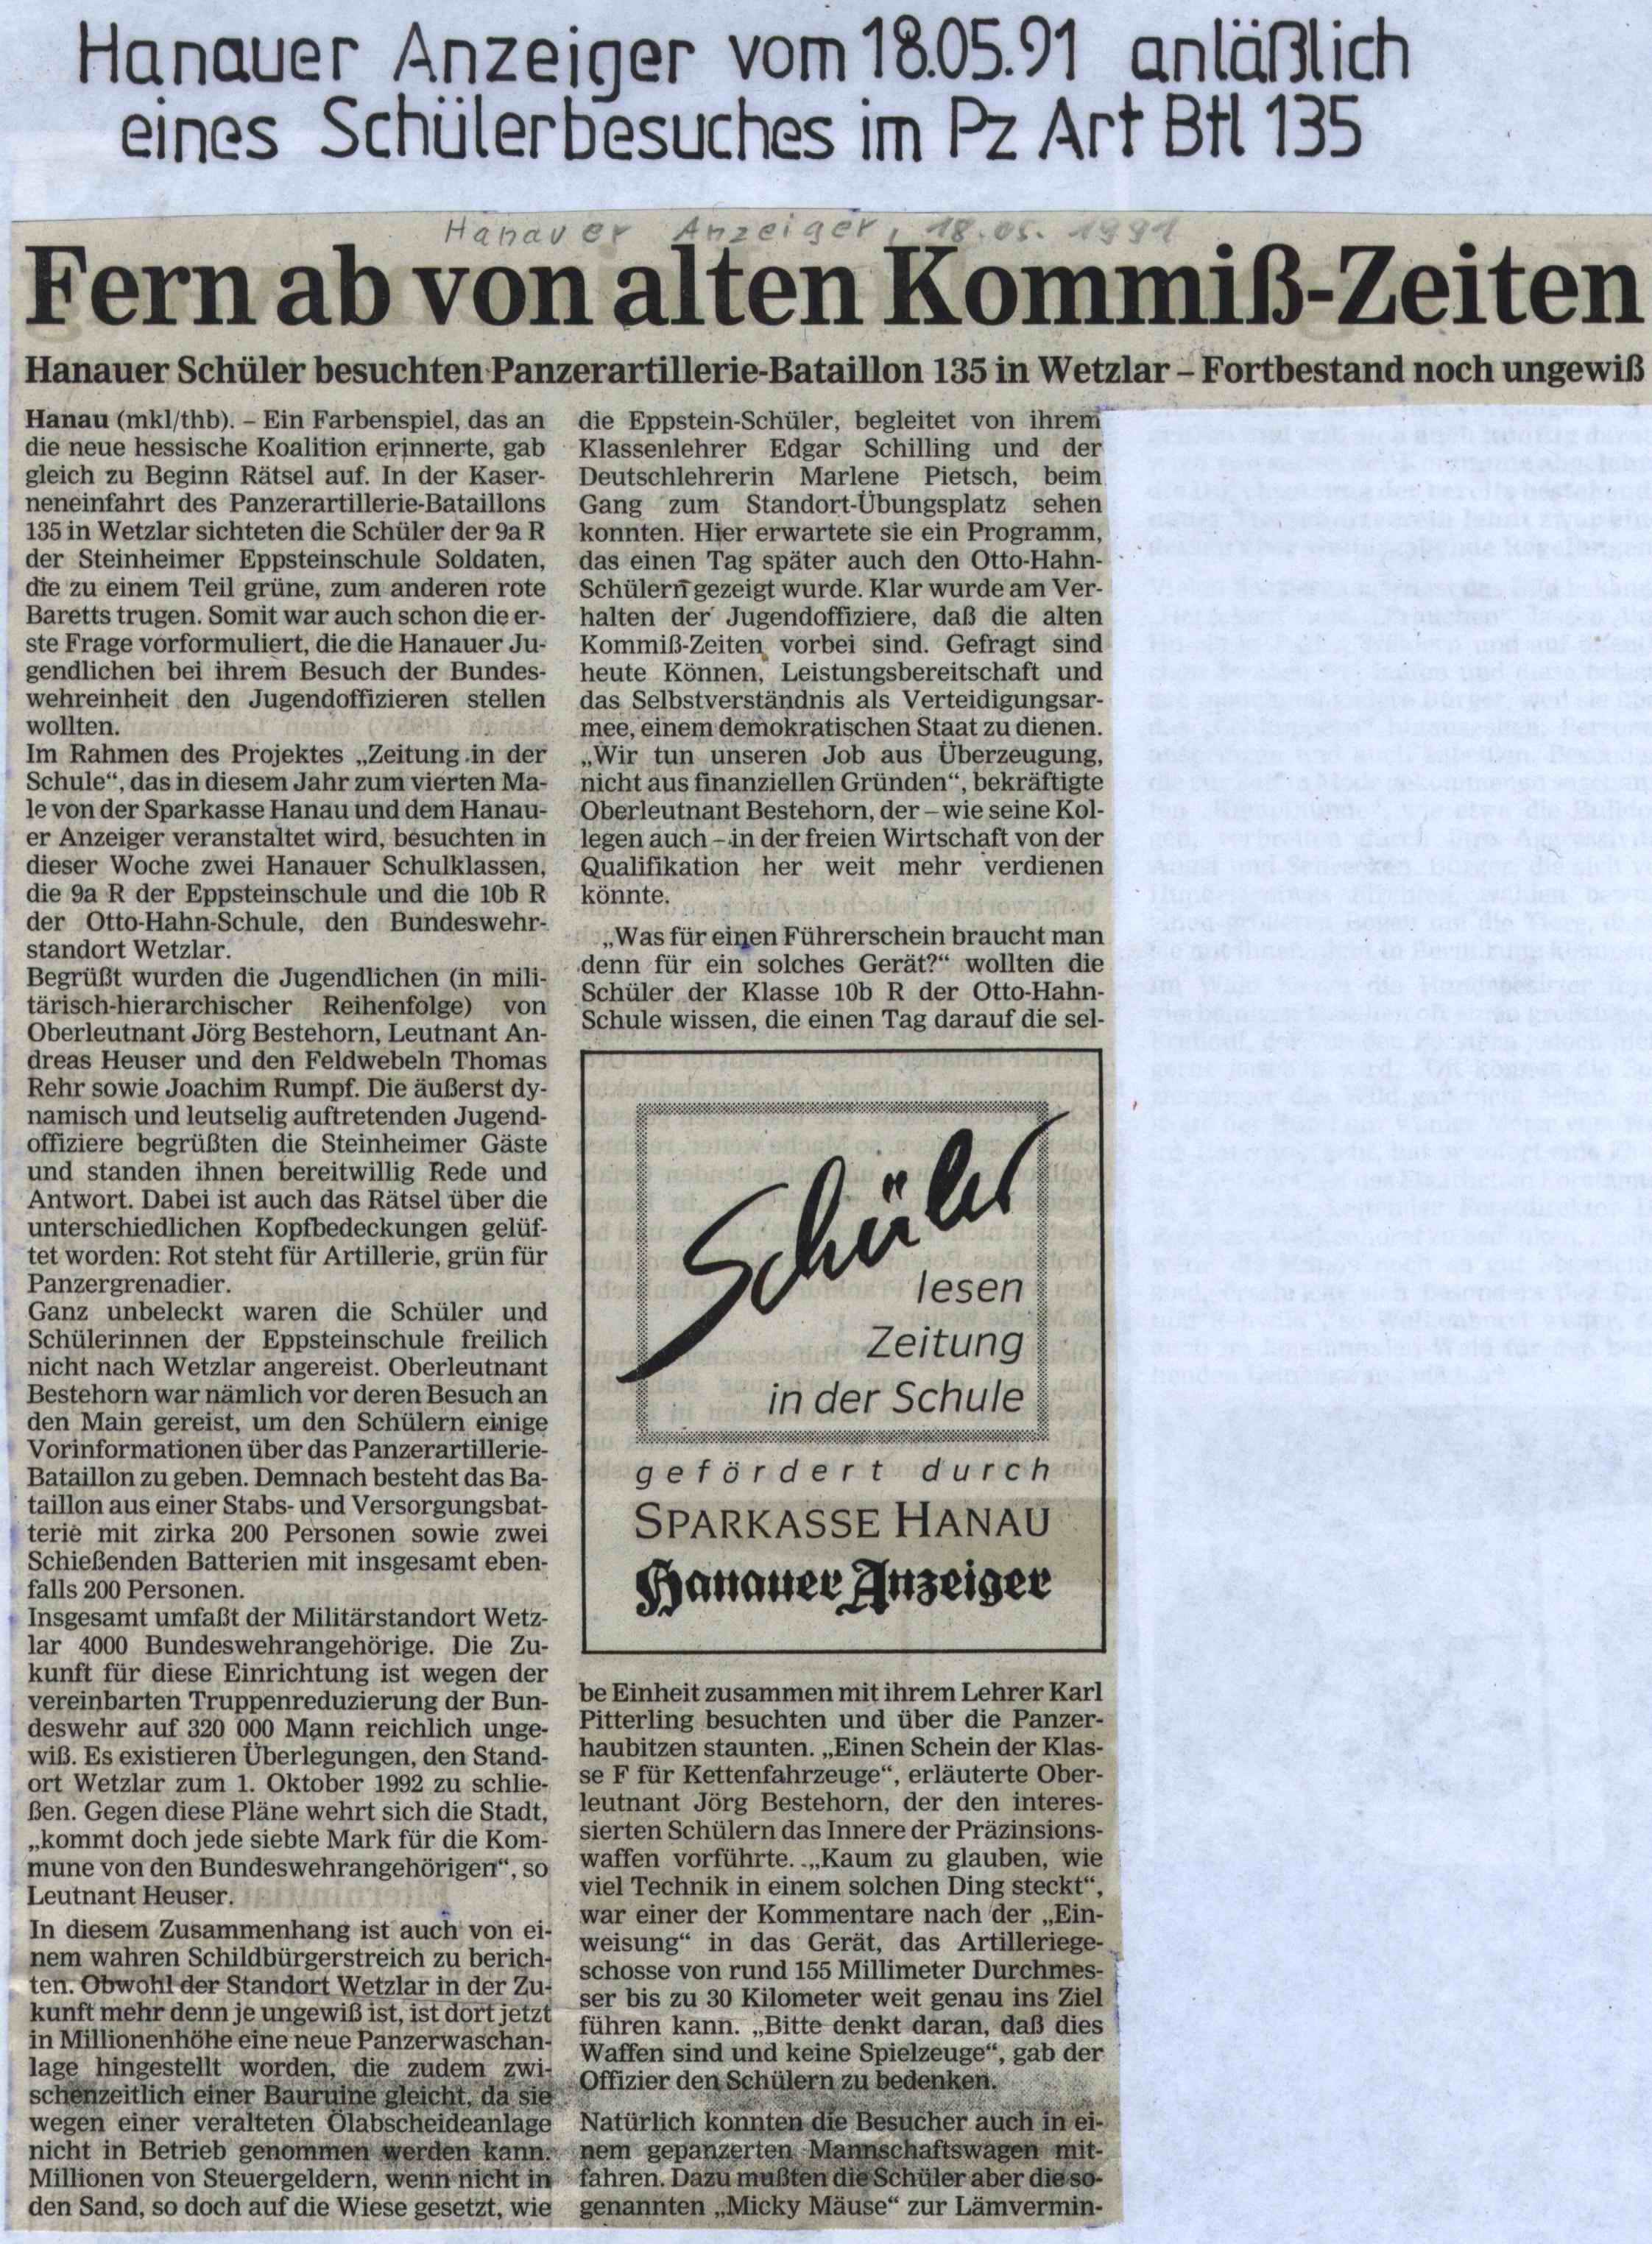 Hanauer Anzeiger vom 18.05.91 anläßlich
eines Schülerbesuches im Pz Art Btl 135
Hanauer Anzeiger, 18.05.1991
Fern ab von alten Kommiß-Zeiten
Hanauer Schüler besuchten Panzerartillerie-Bataillon 135 in Wetzlar – Fortbestand noch ungewiß
Hanau (mkl/thb). – Ein Farbenspiel, das an
die neue hessische Koalition erinnerte, gab
gleich zu Beginn Rätsel auf. In der Kaser-
neneinfahrt des Panzerartillerie-Bataillons
135 in Wetzlar sichteten die Schüler der 9a R
der Steinheimer Eppsteinschule Soldaten,
die zu einem Teil grüne, zum anderen rote
Baretts trugen. Somit war auch schon die er-
ste Frage vorformuliert, die die Hanauer Ju-
gendlichen bei ihrem Besuch der Bundes-
wehreinheit den Jugendoffizieren stellen
wollten.
Im Rahmen des Projektes „Zeitung in der
Schule“, das in diesem Jahr zum vierten Ma-
le von der Sparkasse Hanau und dem Hanau-
er Anzeiger veranstaltet wird, besuchten in
dieser Woche zwei Hanauer Schulklassen,
die 9a R der Eppsteinschule und die 10b R
der Otto-Hahn-Schule, den Bundeswehr-
standort Wetzlar.
Begrüßt wurden die Jugendlichen (in mili-
tärisch-hierarchischer Reihenfolge) von
Oberleutnant Jörg Bestehorn, Leutnant An-
dreas Heuser und den Feldwebeln Thomas
Rehr sowie Joachim Rumpf. Die äußerst dy-
namisch und leutselig auftretenden Jugend-
offiziere begrüßten die Steinheimer Gäste
und standen ihnen bereitwillig Rede und
Antwort. Dabei ist auch das Rätsel über die
unterschiedlichen Kopfbedeckungen gelüf-
tet worden: Rot steht für Artillerie, grün für
Panzergrenadier.
Ganz unbeleckt waren die Schüler und
Schülerinnen der Eppsteinschule freilich
nicht nach Wetzlar angereist. Oberleutnant
Bestehorn war nämlich vor deren Besuch an
den Main gereist, um den Schülern einige
Vorinformationen über das Panzerartillerie-
Bataillon zu geben. Demnach besteht das Ba-
taillon aus einer Stabs- und Versorgungsbat-
terie mit zirka 200 Personen sowie zwei
Schießenden Batterien mit insgesamt eben-
falls 200 Personen.
Insgesamt umfaßt der Militärstandort Wetz-
lar 4000 Bundeswehrangehörige. Die Zu-
kunft für diese Einrichtung ist wegen der
vereinbarten Truppenreduzierung der Bun-
deswehr auf 320 000 Mann reichlich unge-
wiß. Es existieren Überlegungen, den Stand-
ort Wetzlar zum 1. Oktober 1992 zu schlie-
ßen. Gegen diese Pläne wehrt sich die Stadt,
„kommt doch jede siebte Mark für die Kom-
mune von den Bundeswehrangehörigen“, so
Leutnant Heuser.
In diesem Zusammenhang ist auch von ei-
nem wahren Schildbürgerstreich zu berich-
ten. Obwohl der Standort Wetzlar in der Zu-
kunft mehr denn je ungewiß ist, ist dort jetzt
in Millionenhöhe eine neue Panzerwaschan-
lage hingestellt worden, die zudem zwi-
schenzeitlich einer Bauruine gleicht, da sie
wegen einer veralteten Ölabscheideanlage
nicht in Betrieb genommen werden kann.
Millionen von Steuergeldern, wenn nicht in
den Sand, so doch auf die Wiese gesetzt, wie
die Eppstein-Schüler, begleitet von ihrem
Klassenlehrer Edgar Schilling und der
Deutschlehrerin Marlene Pietsch, beim
Gang zum Standort-Übungsplatz sehen
konnten. Hier erwartete sie ein Programm,
das einen Tag später auch den Otto-Hahn-
Schülern gezeigt wurde. Klar wurde am Ver-
halten der Jugendoffiziere, daß die alten
Kommiß-Zeiten vorbei sind. Gefragt sind
heute Können, Leistungsbereitschaft und
das Selbstverständnis als Verteidigungsar-
mee, einem demokratischen Staat zu dienen.
„Wir tun unseren Job aus Überzeugung,
nicht aus finanziellen Gründen“, bekräftigte
Oberleutnant Bestehorn, der – wie seine Kol-
legen auch – in der freien Wirtschaft von der
Qualifikation her weit mehr verdienen
könnte.
„Was für einen Führerschein braucht man
denn für ein solches Gerät?“ wollten die
Schüler der Klasse 10b R der Otto-Hahn-
Schule wissen, die einen Tag darauf die sel-
Schüler
lesen
Zeitung
in der Schule
gefördert durch
SPARKASSE HANAU
Hanauer Anzeiger
be Einheit zusammen mit ihrem Lehrer Karl
Pitterling besuchten und über die Panzer-
haubitzen staunten. „Einen Schein der Klas-
se F für Kettenfahrzeuge“, erläuterte Ober-
leutnant Jörg Bestehorn, der den interes-
sierten Schülern das Innere der Präzinsions-
waffen vorführte. „Kaum zu glauben, wie
viel Technik in einem solchen Ding steckt“,
war einer der Kommentare nach der „Ein-
weisung“ in das Gerät, das Artilleriege-
schosse von rund 155 Millimeter Durchmes-
ser bis zu 30 Kilometer weit genau ins Ziel
führen kann. „Bitte denkt daran, daß dies
Waffen sind und keine Spielzeuge“, gab der
Offizier den Schülern zu bedenken.
Natürlich konnten die Besucher auch in ei-
nem gepanzerten Mannschaftswagen mit-
fahren. Dazu mußten die Schüler aber die so-
genannten „Micky Mäuse“ zur Lämvermin-